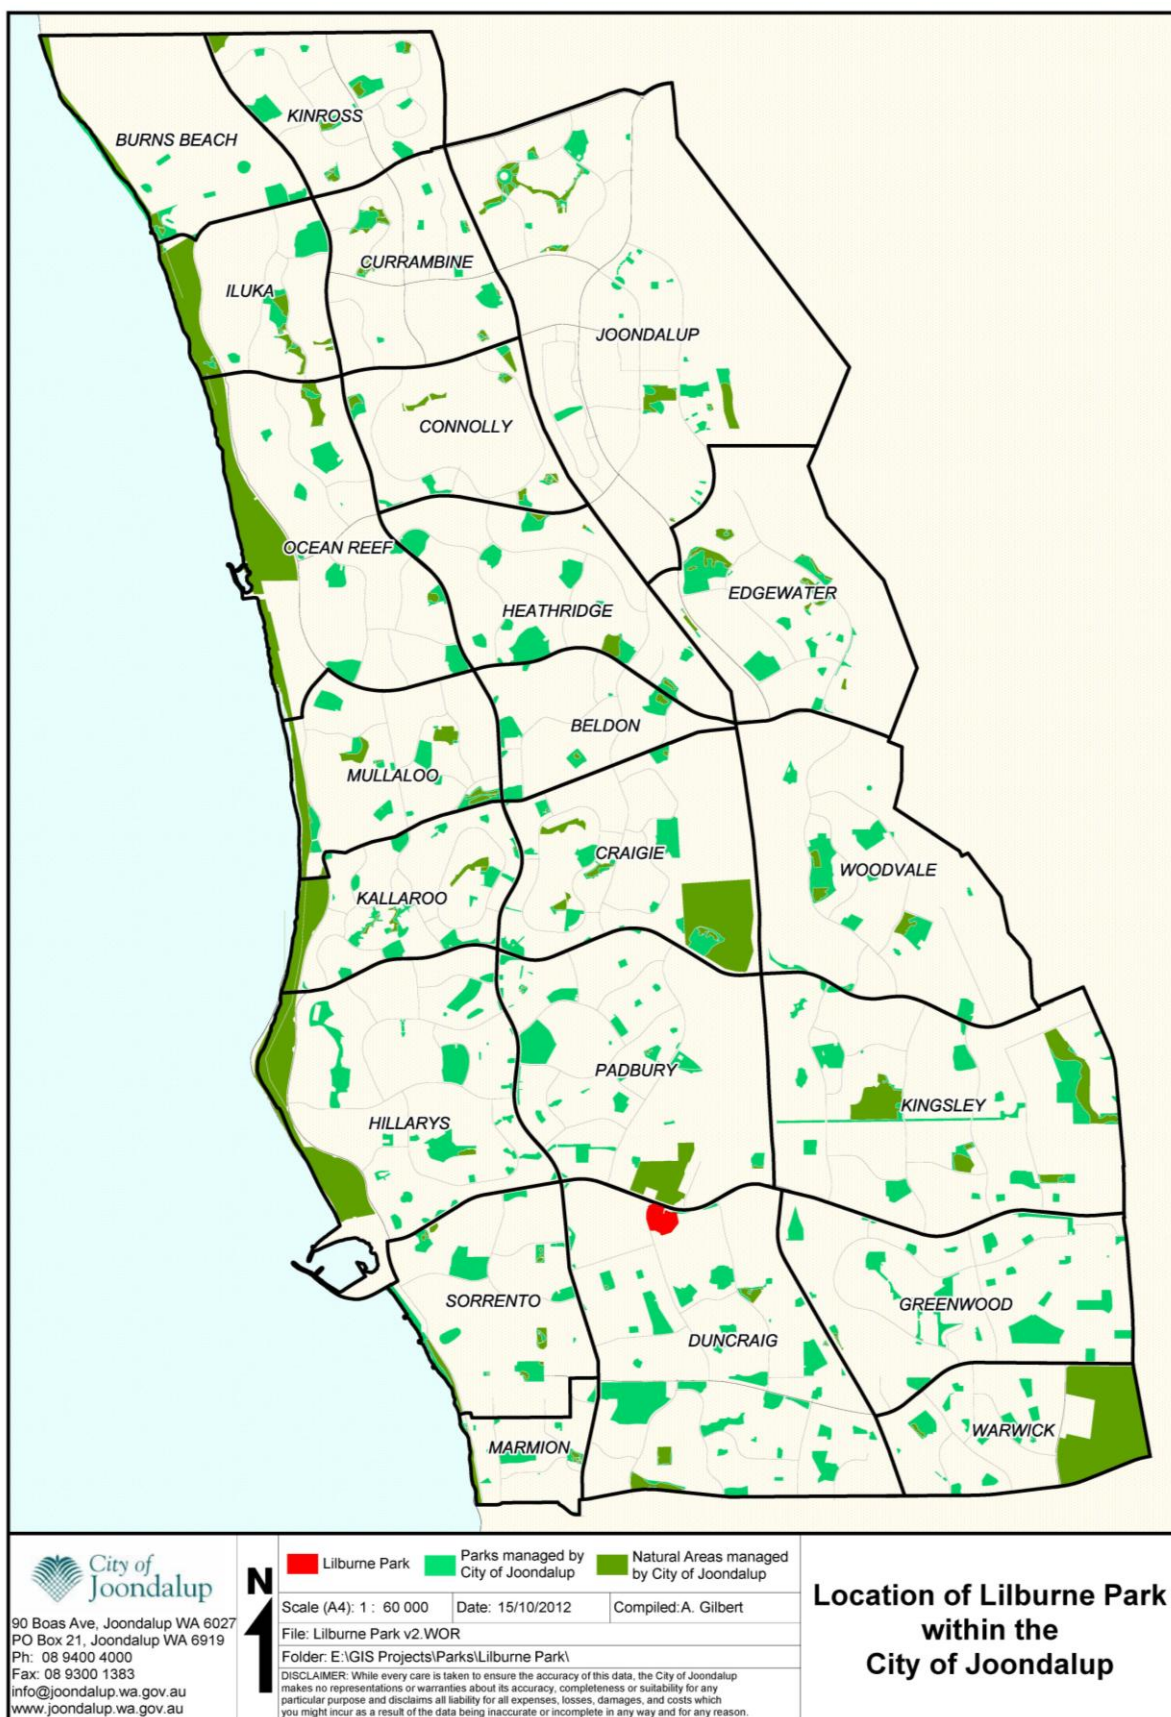 KINROSS
BURNS BEACH
CURRAMBINE
ILUKA
JOONDALUP
CONNOLLY
OCEAN REEF
EDGEWATER
HEATHRIDGE
BELDON
MULLALOO
CRAIGIE
WOODVALE
KALLAROO
PADBURY
KINGSLEY
HILLARYS
SORRENTO
GREENWOOD
DUNCRAIG
WARWICK
MARMION
City of
Joondalup
90 Boas Ave, Joondalup WA 6027
PO Box 21, Joondalup WA 6919
Ph: 08 9400 4000
Fax: 08 9300 1383
info@joondalup.wa.gov.au
www.joondalup.wa.gov.au
N
Lilburne Park
Parks managed by
City of Joondalup
Natural Areas managed
by City of Joondalup
Scale (A4): 1 : 60 000
Date: 15/10/2012
Compiled:A. Gilbert
File: Lilburne Park v2.WOR
Folder: E:\GIS Projects\Parks\Lilburne Park\
DISCLAIMER: While every care is taken to ensure the accuracy of this data, the City of Joondalup
makes no representations or warranties about its accuracy, completeness or suitability for any
particular purpose and disclaims all liability for all expenses, losses, damages, and costs which
you might incur as a result of the data being inaccurate or incomplete in any way and for any reason.
Location of Lilburne Park
within the
City of Joondalup